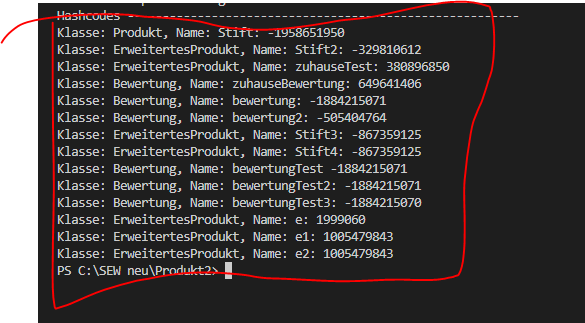 Hashcodes ------------------------------------------------
Klasse: Produkt, Name: Stift: -1958651950
Klasse: ErweitertesProdukt, Name: Stift2: -329810612
Klasse: ErweitertesProdukt, Name: zuhauseTest: 380896850
Klasse: Bewertung, Name: zuhauseBewertung: 649641406
Klasse: Bewertung, Name: bewertung: -1884215071
Klasse: Bewertung, Name: bewertung2: -505404764
Klasse: ErweitertesProdukt, Name: Stift3: -867359125
Klasse: ErweitertesProdukt, Name: Stift4: -867359125
Klasse: Bewertung, Name: bewertungTest -1884215071
Klasse: Bewertung, Name: bewertungTest2: -1884215071
Klasse: Bewertung, Name: bewertungTest3: -1884215070
Klasse: ErweitertesProdukt, Name: e: 1999060
Klasse: ErweitertesProdukt, Name: e1: 1005479843
Klasse: ErweitertesProdukt, Name: e2: 1005479843
PS C:\SEW neu\Produkt2>